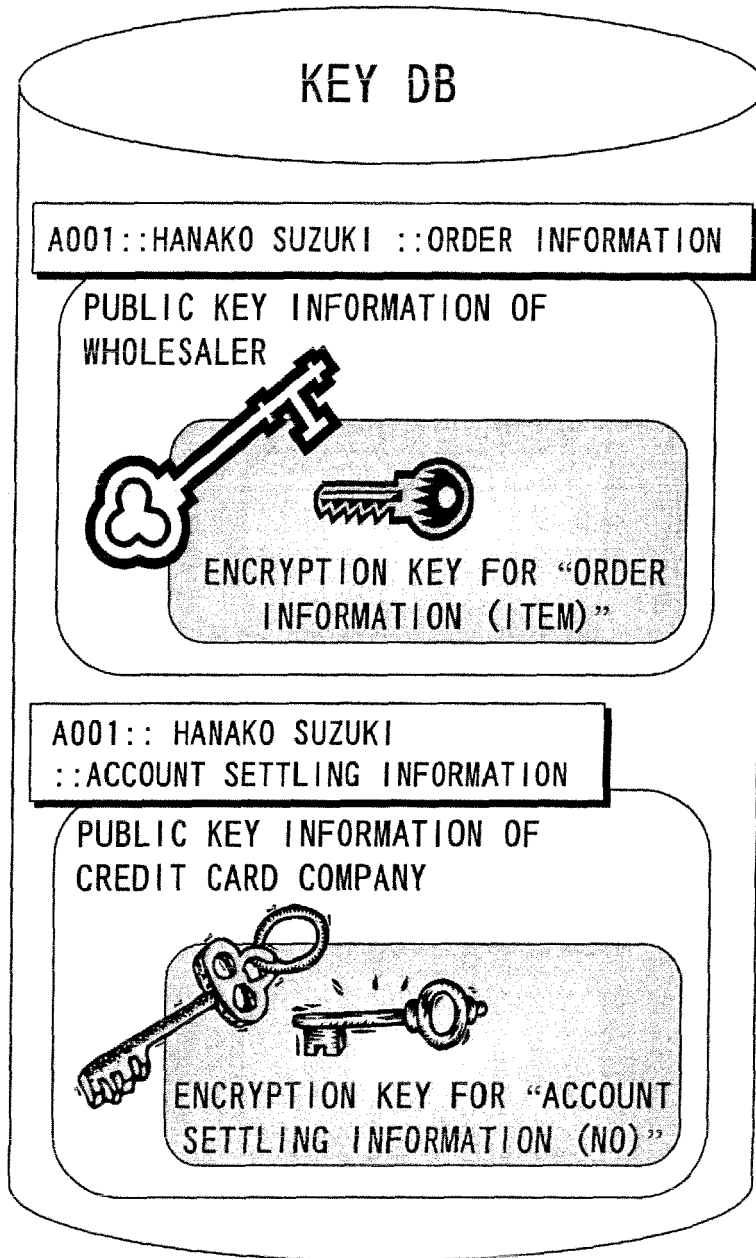 KEY DB
A001::HANAKO SUZUKI ::ORDER INFORMATION
PUBLIC KEY INFORMATION OF
WHOLESALER
ENCRYPTION KEY FOR “ORDER
INFORMATION (ITEM)”
A001:: HANAKO SUZUKI
::ACCOUNT SETTLING INFORMATION
PUBLIC KEY INFORMATION OF
CREDIT CARD COMPANY
ENCRYPTION KEY FOR “ACCOUNT
SETTLING INFORMATION (NO)”